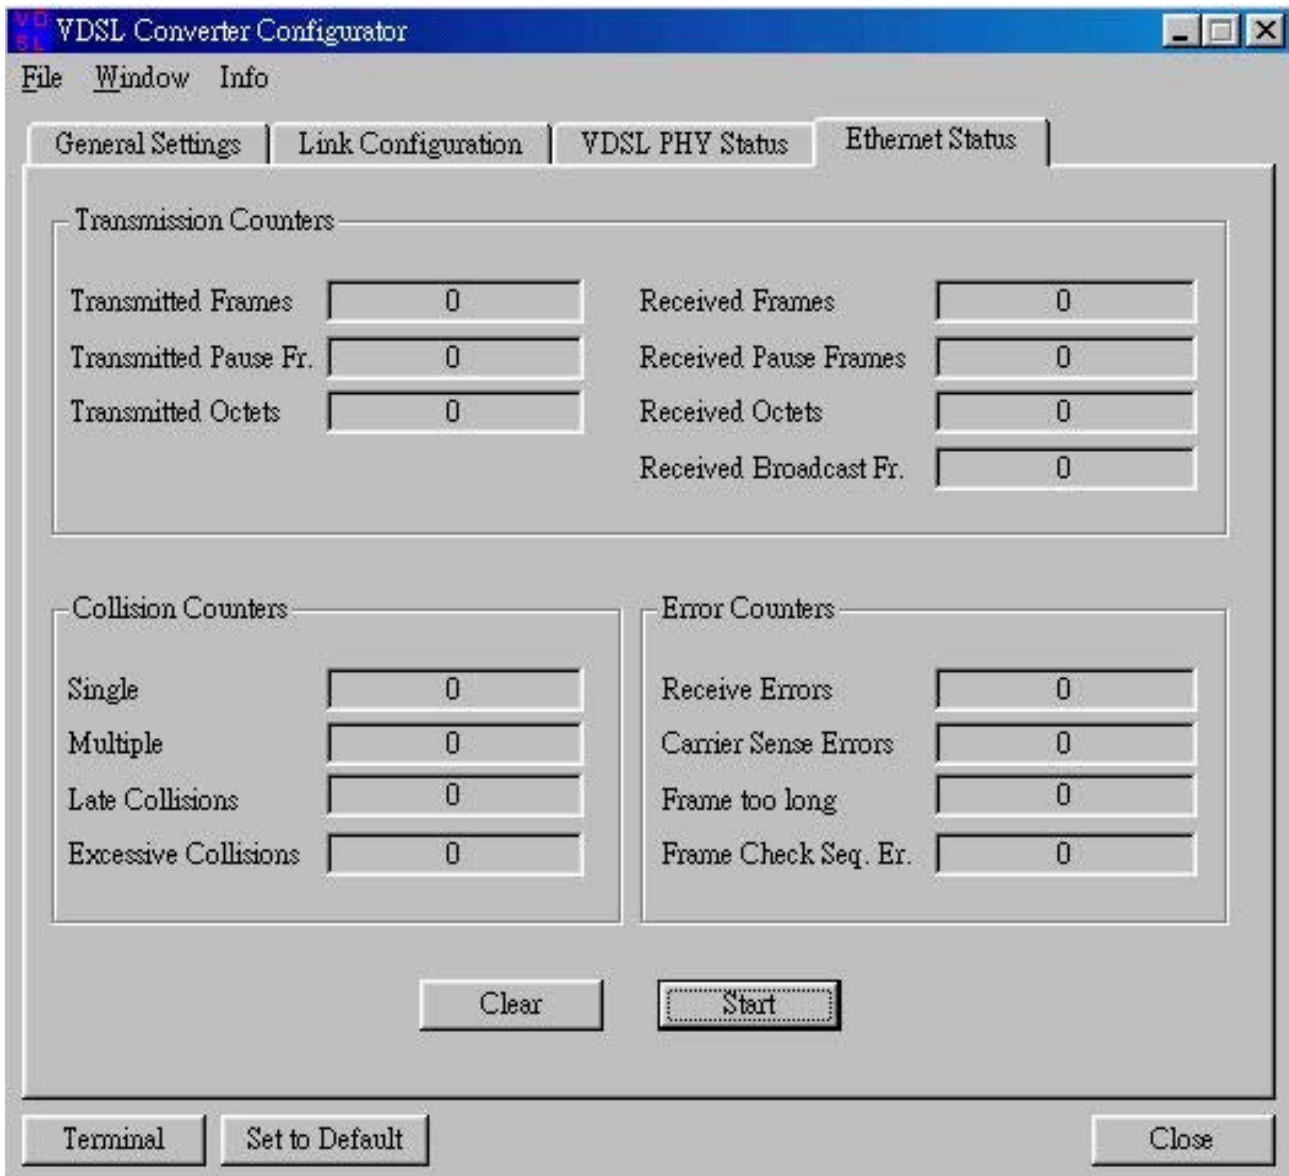 VDSL
VDSL Converter Configurator
File Window Info
General Settings Link Configuration VDSL PHY Status Ethernet Status
Transmission Counters
Transmitted Frames 0 Received Frames 0
Transmitted Pause Fr. 0 Received Pause Frames 0
Transmitted Octets 0 Received Octets 0
Received Broadcast Fr. 0
Collision Counters
Single 0
Multiple 0
Late Collisions 0
Excessive Collisions 0
Error Counters
Receive Errors 0
Carrier Sense Errors 0
Frame too long 0
Frame Check Seq. Er. 0
Clear Start
Terminal Set to Default Close